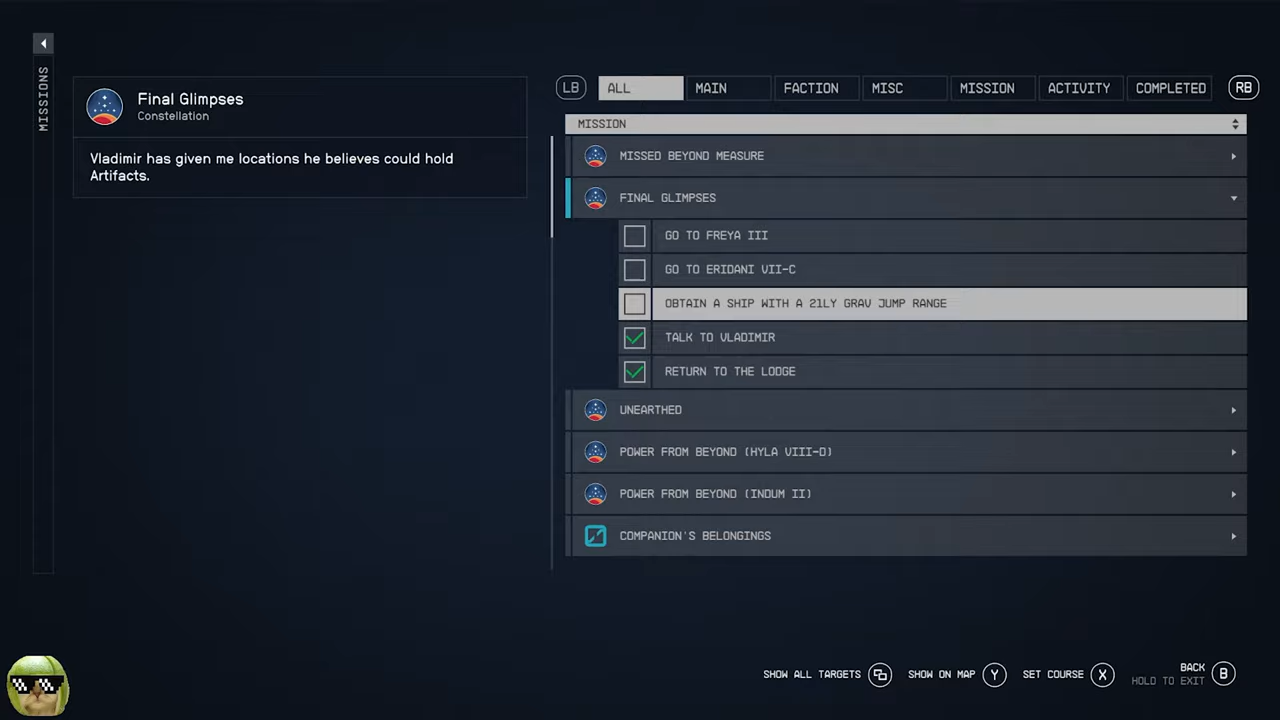 MISSIONS
Final Glimpses
Constellation
Vladimir has given me locations he believes could hold
Artifacts.
LB
ALL
MAIN
FACTION
MISC
MISSION
ACTIVITY
COMPLETED
RB
MISSION
MISSED BEYOND MEASURE
FINAL GLIMPSES
GO TO FREYA III
GO TO ERIDANI VII-C
OBTAIN A SHIP WITH A 21LY GRAV JUMP RANGE
TALK TO VLADIMIR
RETURN TO THE LODGE
UNEARTHED
POWER FROM BEYOND (HYLA VIII-D)
POWER FROM BEYOND (INDUM II)
COMPANION'S BELONGINGS
SHOW ALL TARGETS
SHOW ON MAP Y
SET COURSE X
BACK B
HOLD TO EXIT